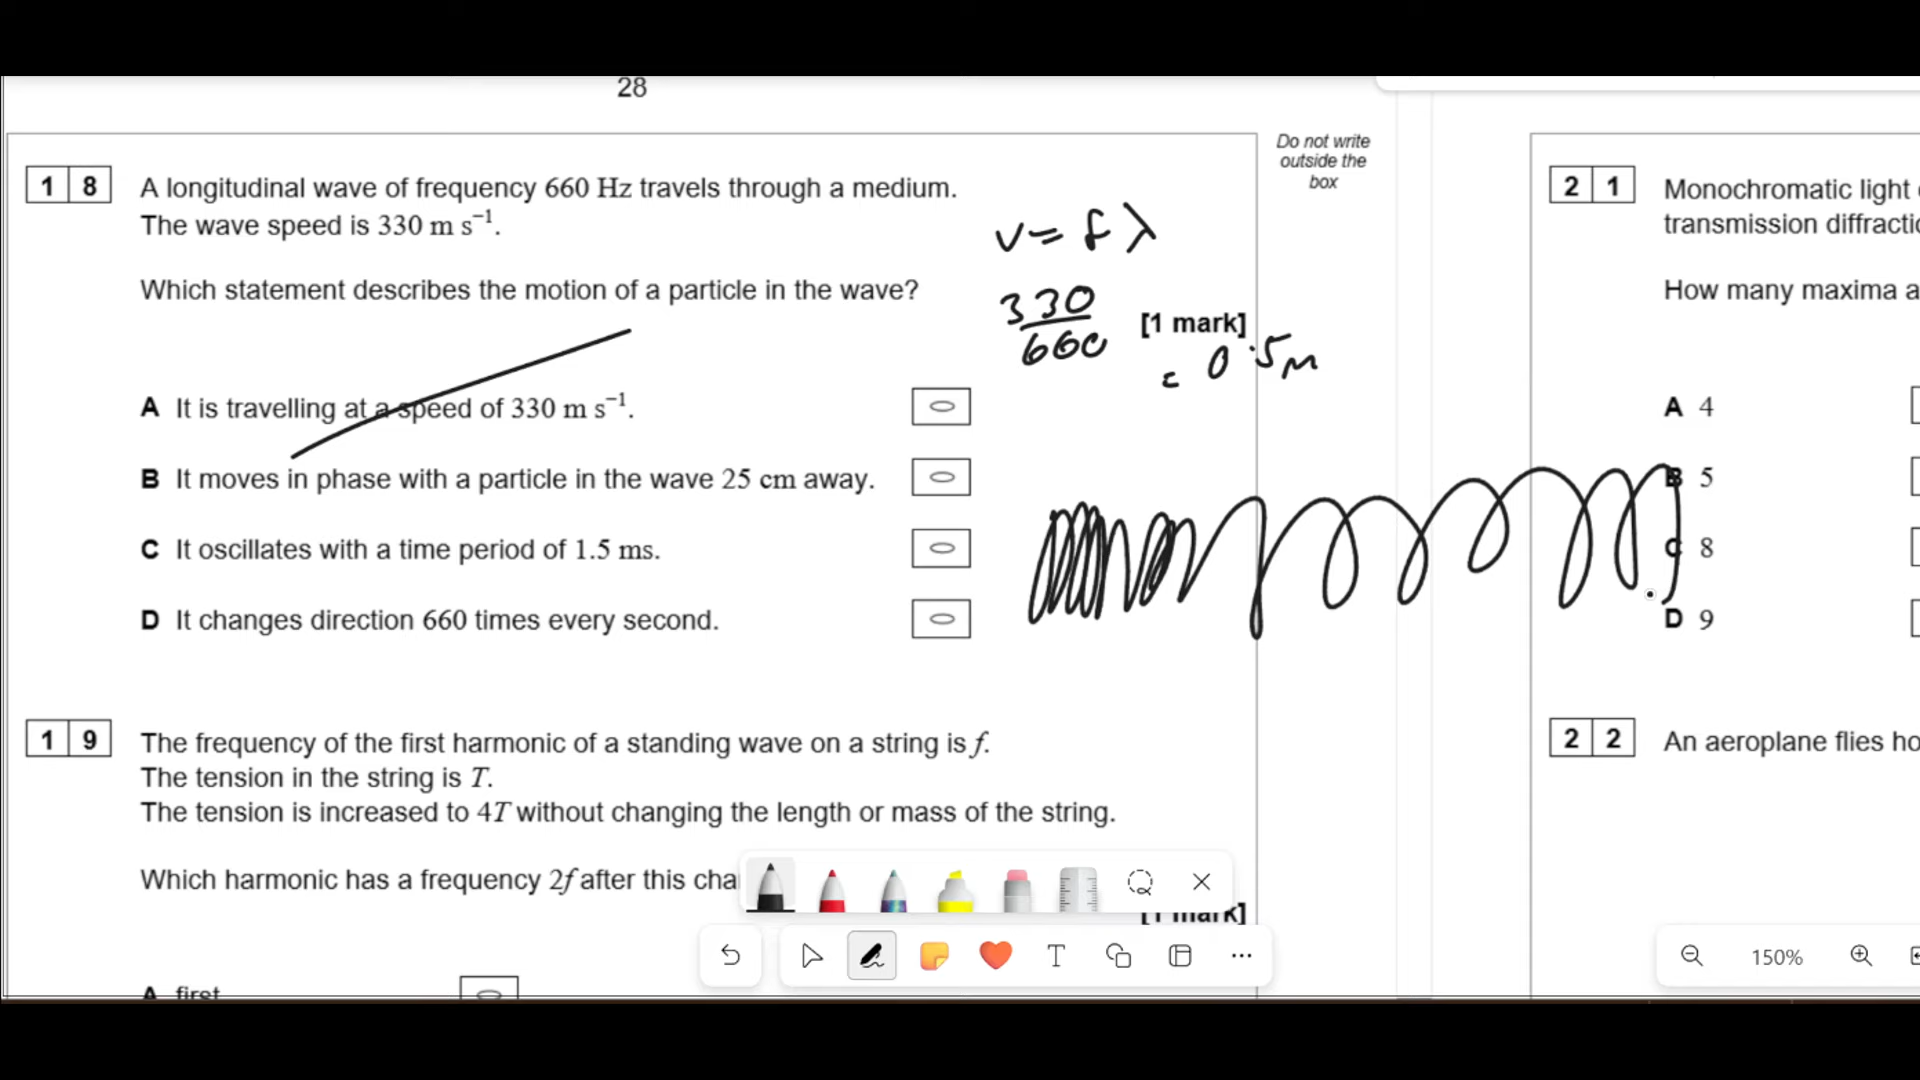 28
Do not write
outside the
box
1 8 A longitudinal wave of frequency 660 Hz travels through a medium.
The wave speed is 330 m s⁻¹.
v = f λ
Which statement describes the motion of a particle in the wave?
330
660
[1 mark]
= 0.5m
A It is travelling at a speed of 330 m s⁻¹.
B It moves in phase with a particle in the wave 25 cm away.
C It oscillates with a time period of 1.5 ms.
D It changes direction 660 times every second.
1 9 The frequency of the first harmonic of a standing wave on a string is f.
The tension in the string is T.
The tension is increased to 4T without changing the length or mass of the string.
Which harmonic has a frequency 2f after this cha
[1 mark]
A first
2 1 Monochromatic light
transmission diffractio
How many maxima a
A 4
B 5
C 8
D 9
2 2 An aeroplane flies ho
T
150%